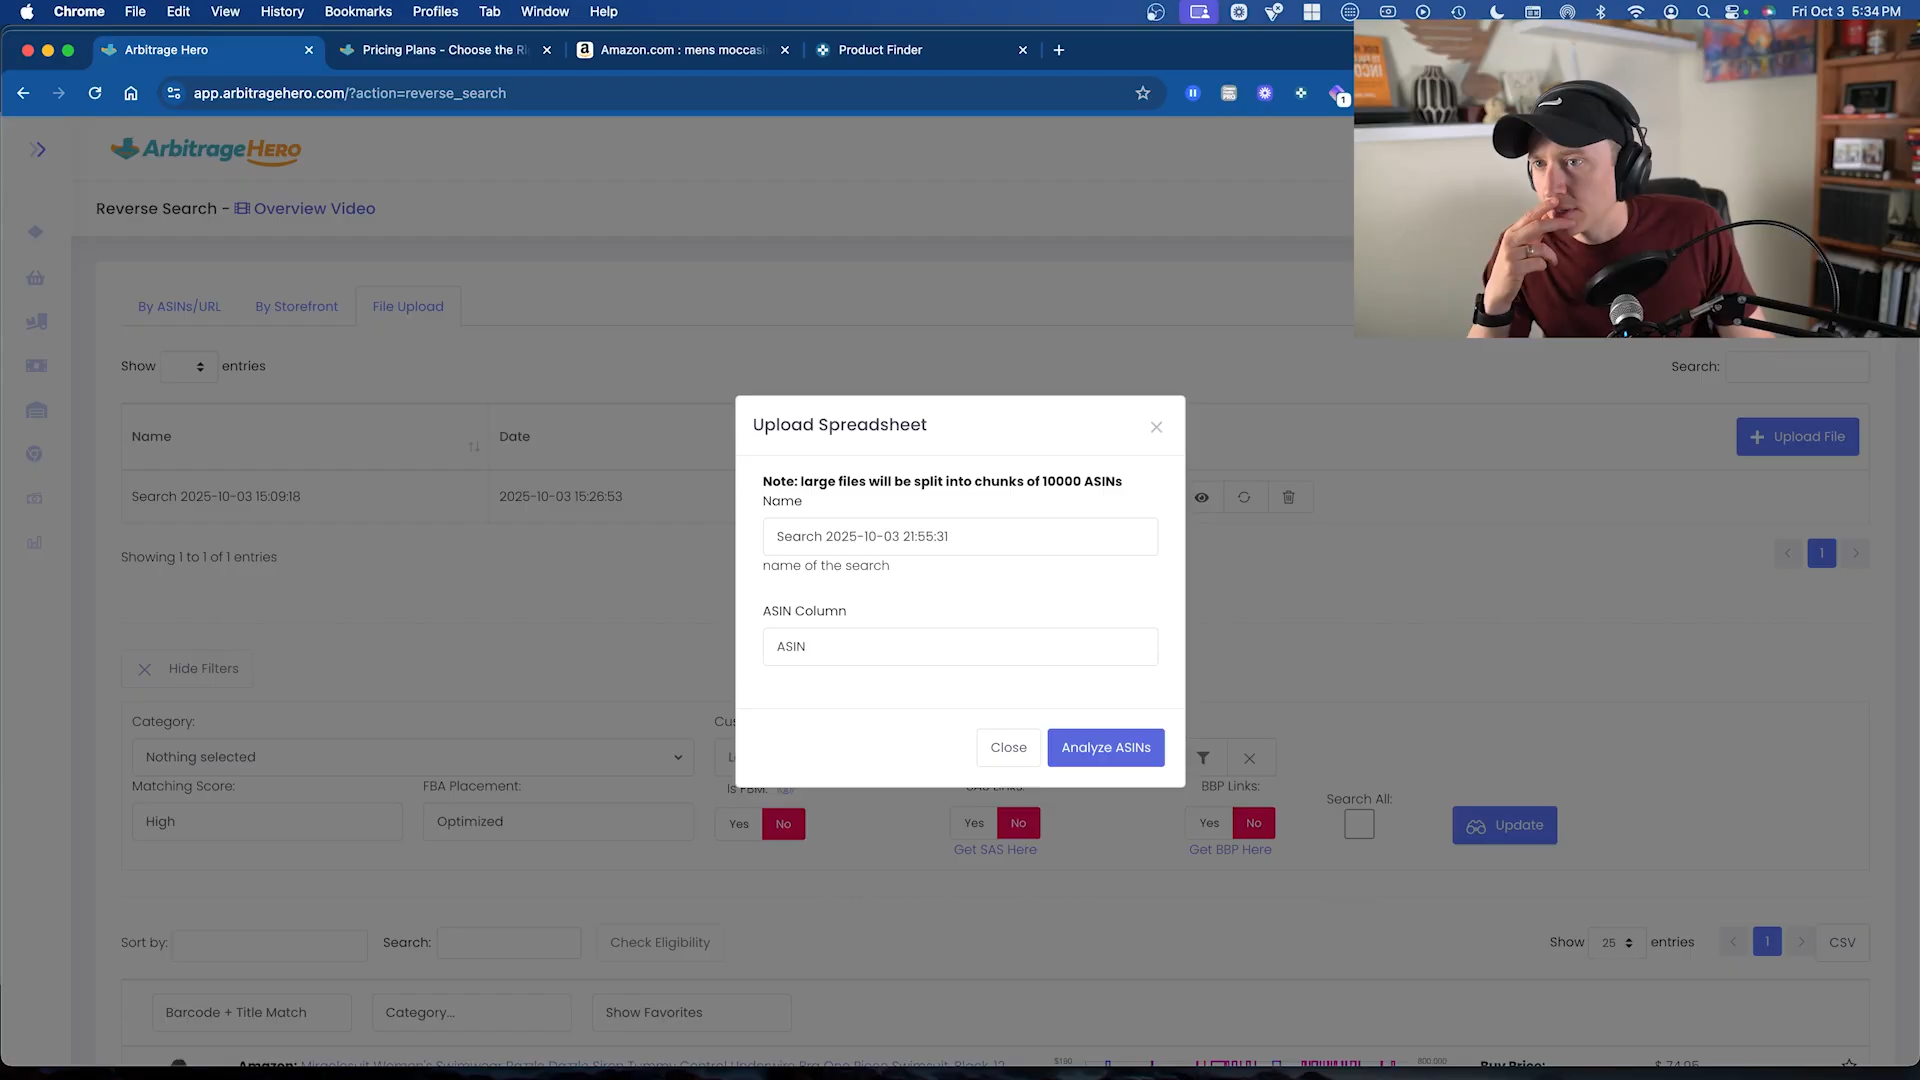 Chrome File Edit View History Bookmarks Profiles Tab Window Help Fri Oct 3 5:34 PM
Arbitrage Hero Pricing Plans - Choose the Ri Amazon.com : mens moccasi Product Finder
app.arbitragehero.com/?action=reverse_search 1
ArbitrageHERO
Reverse Search - Overview Video
By ASINs/URL By Storefront File Upload
Show entries Search:
Name Date Upload File
Search 2025-10-03 15:09:18 2025-10-03 15:26:53
Showing 1 to 1 of 1 entries 1
Upload Spreadsheet
Note: large files will be split into chunks of 10000 ASINs
Name
Search 2025-10-03 21:55:31
name of the search
ASIN Column
ASIN
Close Analyze ASINs
Hide Filters
Category: Cus
Nothing selected
Matching Score: FBA Placement: Is FBM: SAS Links: BBP Links: Search All:
High Optimized Yes No Yes No Yes No Update
Get SAS Here Get BBP Here
Sort by: Search: Check Eligibility Show 25 entries 1 CSV
Barcode + Title Match Category... Show Favorites
Amazon: Miraclesuit Women's Swimwear Razzle Dazzle Siren Tummy Control Underwire Bra One Piece Swimsuit, Black, 12 $190 800,000 Buy Price: $ 74.95